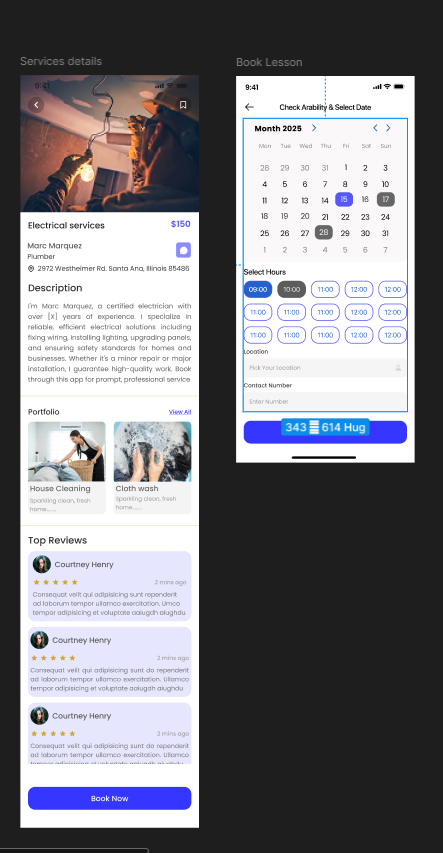 Services details
9:41
Electrical services
$150
Marc Marquez
Plumber
2972 Westheimer Rd. Santa Ana, Illinois 85486
Description
I'm Marc Marquez, a certified electrician with
over [X] years of experience. I specialize in
reliable, efficient electrical solutions including
fixing wiring, installing lighting, upgrading panels,
and ensuring safety standards for homes and
businesses. Whether it's a minor repair or major
installation, I guarantee high-quality work. Book
through this app for prompt, professional service
Portfolio
View All
House Cleaning
Sparkling clean, fresh
home......
Cloth wash
Sparkling clean, fresh
home......
Top Reviews
Courtney Henry
2 mins ago
Consequat velit qui adipisicing sunt reprehenderit
ad laborum tempor ullamco exercitation. Umco
tempor adipisicing et voluptate aaiughdu aiughdu
Courtney Henry
2 mins ago
Consequat velit qui adipisicing sunt do reprehenderit
ad laborum tempor ullamco exercitation. Ullamco
tempor adipisicing et voluptate aaiugdh aiughdu
Courtney Henry
2 mins ago
Consequat velit qui adipisicing sunt do reprehenderit
ad laborum tempor ullamco exercitation. Ullamco
Book Now
Book Lesson
9:41
Check Arability & Select Date
Month 2025
Mon Tue Wed Thu Fri Sat Sun
28 29 30 31 1 2 3
4 5 6 7 8 9 10
11 12 13 14 15 16 17
18 19 20 21 22 23 24
25 26 27 28 29 30 31
1 2 3 4 5 6 7
Select Hours
09:00 10:00 11:00 12:00 12:00
11:00 11:00 11:00 12:00 12:00
11:00 11:00 11:00 12:00 12:00
Location
Pick Your Location
Contact Number
Enter Number
343
614 Hug